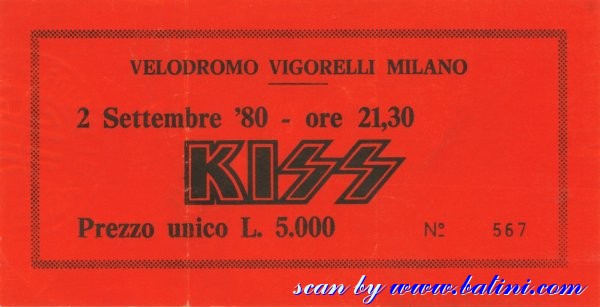 VELODROMO VIGORELLI MILANO
2 Settembre '80 - ore 21,30
KISS
Prezzo unico L. 5.000 Nº 567
scan by www.batini.com